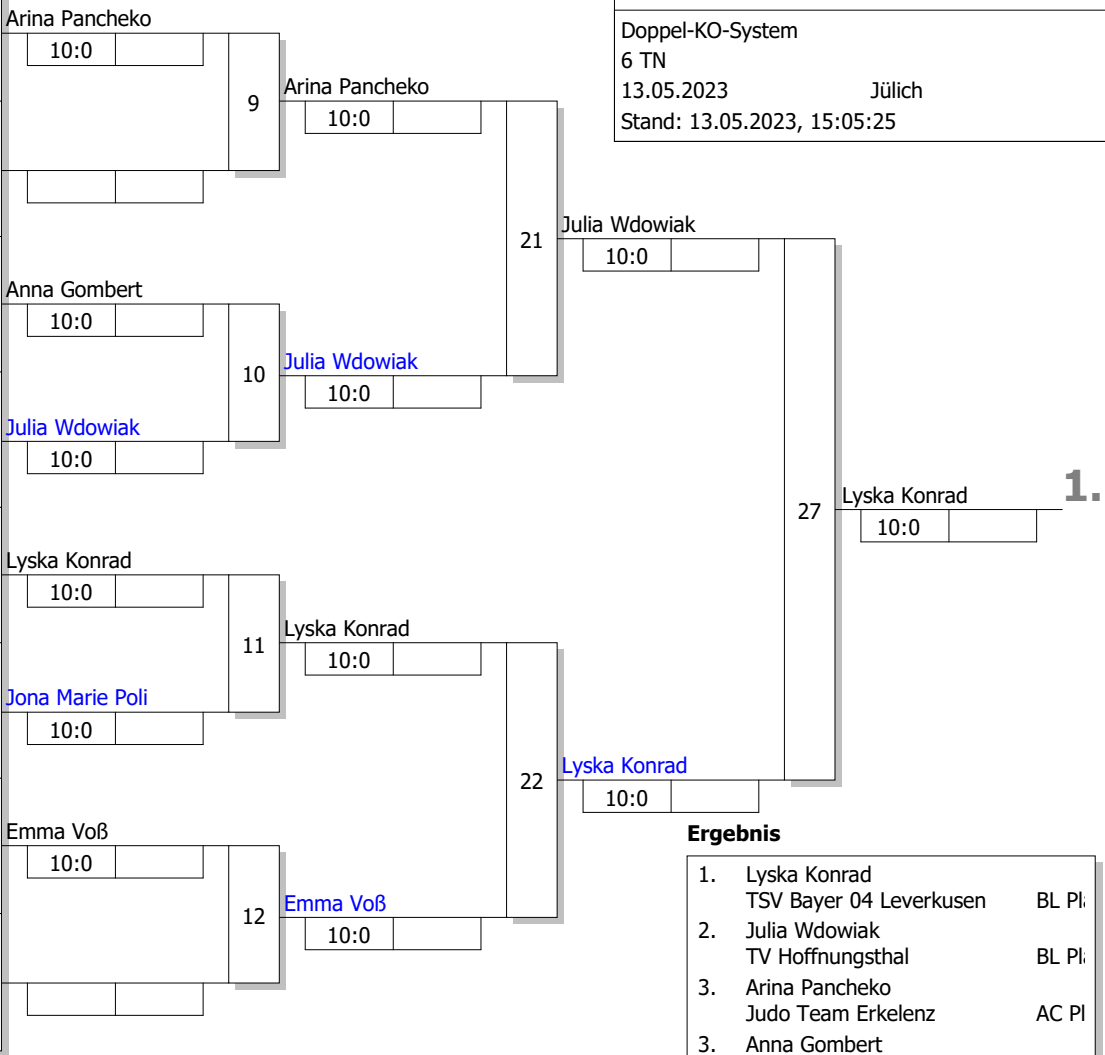 Arina Pancheko
10:0
9
Arina Pancheko
10:0
Doppel-KO-System
6 TN
13.05.2023 Jülich
Stand: 13.05.2023, 15:05:25
21
Julia Wdowiak
10:0
Anna Gombert
10:0
10
Julia Wdowiak
10:0
Julia Wdowiak
10:0
27
Lyska Konrad
10:0
1.
Lyska Konrad
10:0
11
Lyska Konrad
10:0
Jona Marie Poli
10:0
22
Lyska Konrad
10:0
Emma Voß
10:0
12
Emma Voß
10:0
Ergebnis
1. Lyska Konrad
TSV Bayer 04 Leverkusen BL
2. Julia Wdowiak
TV Hoffnungsthal BL
3. Arina Pancheko
Judo Team Erkelenz AC
3. Anna Gombert